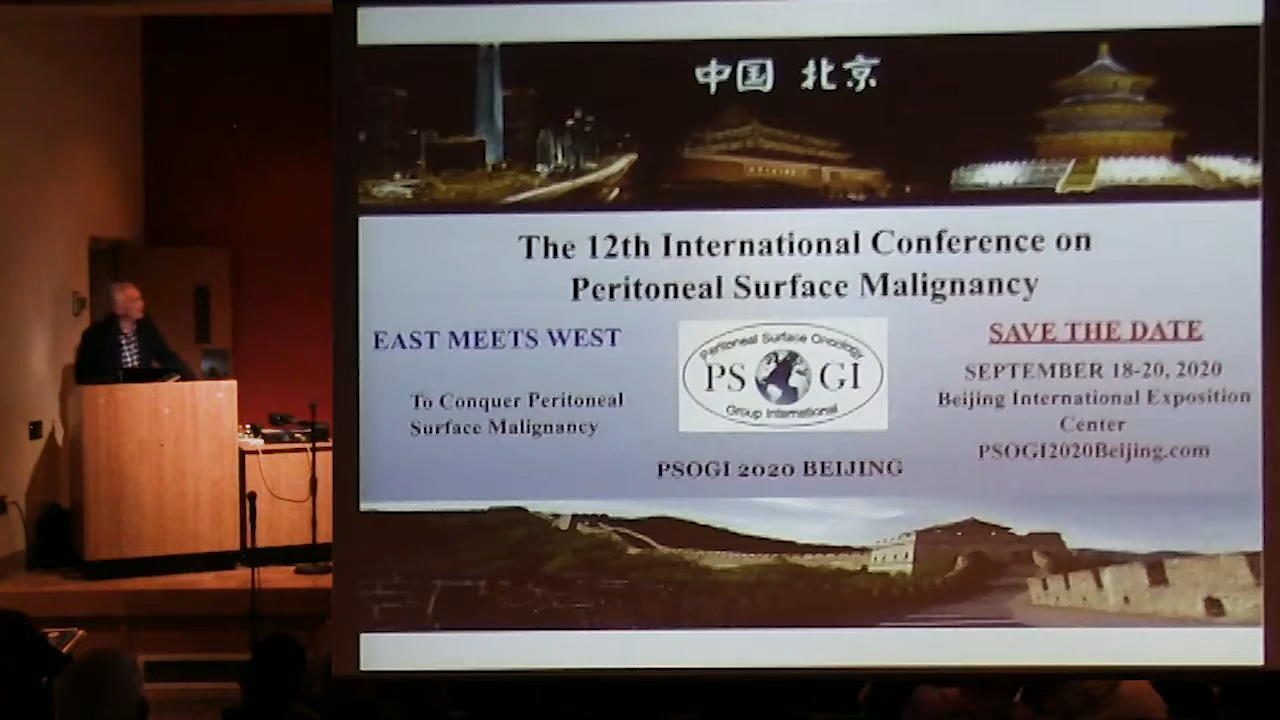 中国 北京
The 12th International Conference on
Peritoneal Surface Malignancy
EAST MEETS WEST
To Conquer Peritoneal
Surface Malignancy
Peritoneal Surface Oncology
PS GI
Group International
PSOGI 2020 BEIJING
SAVE THE DATE
SEPTEMBER 18-20, 2020
Beijing International Exposition
Center
PSOGI2020Beijing.com